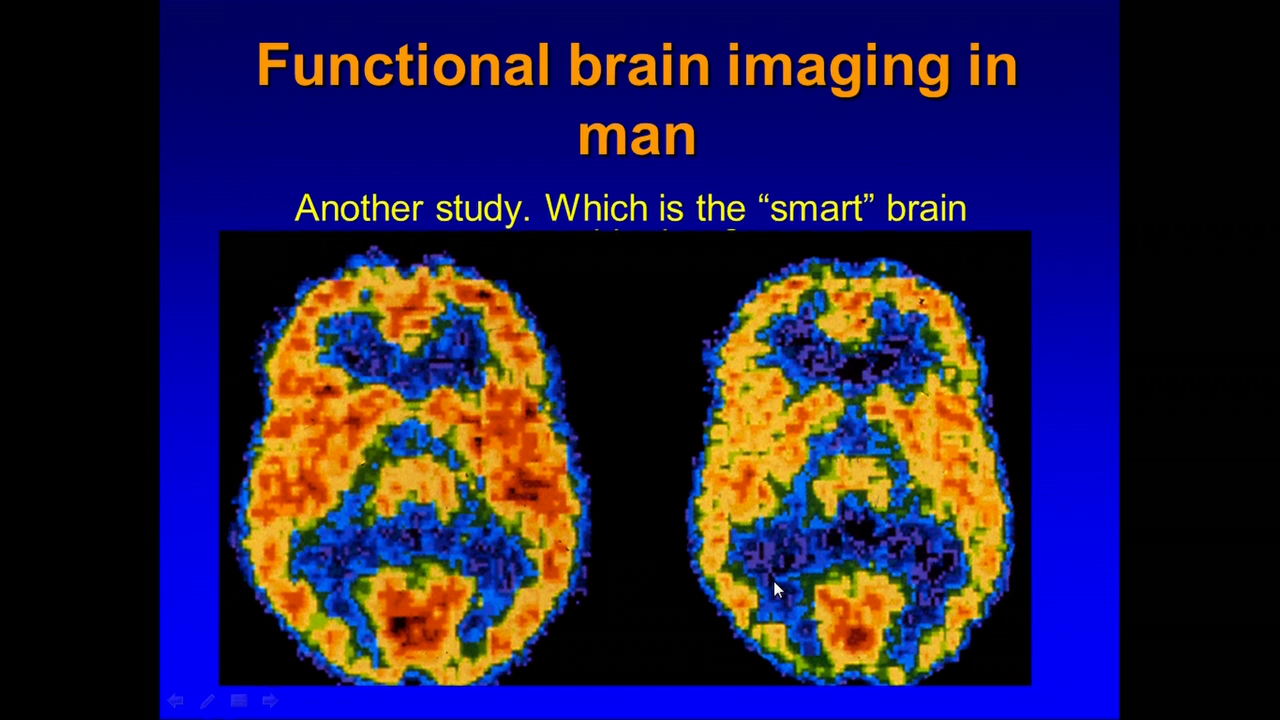 Functional brain imaging in
man
Another study. Which is the “smart” brain